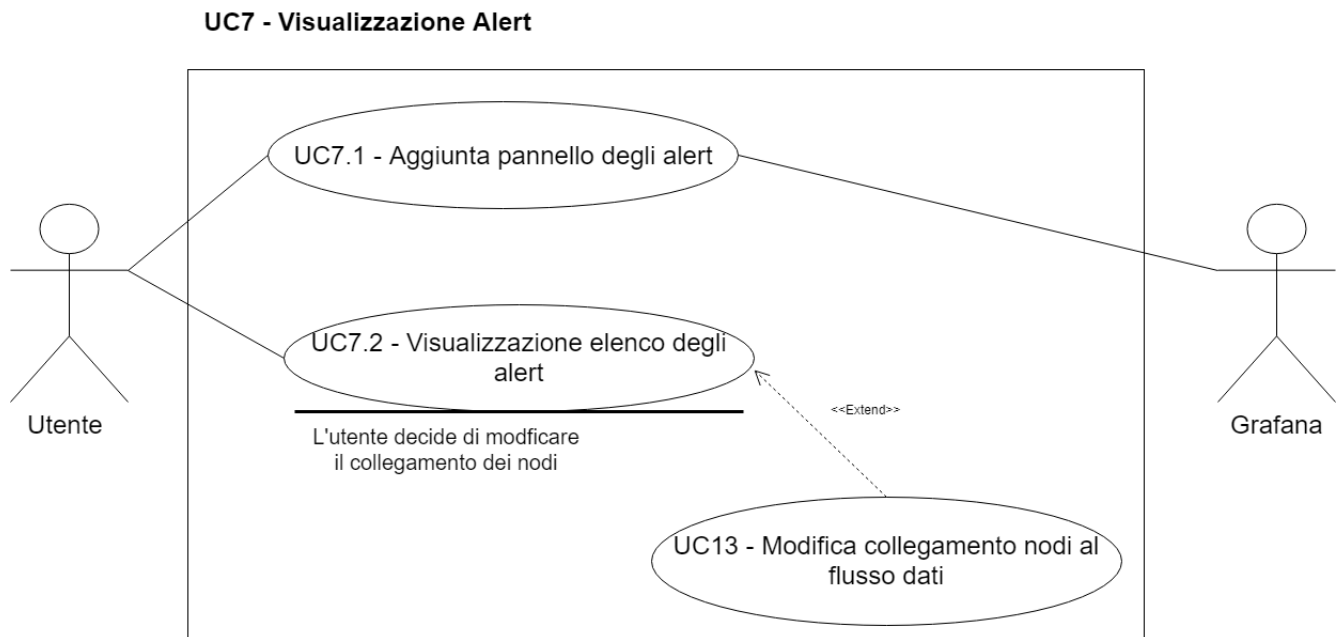 UC7 - Visualizzazione Alert
UC7.1 - Aggiunta pannello degli alert
UC7.2 - Visualizzazione elenco degli
alert
<<Extend>>
Utente
Grafana
L'utente decide di modficare
il collegamento dei nodi
UC13 - Modifica collegamento nodi al
flusso dati